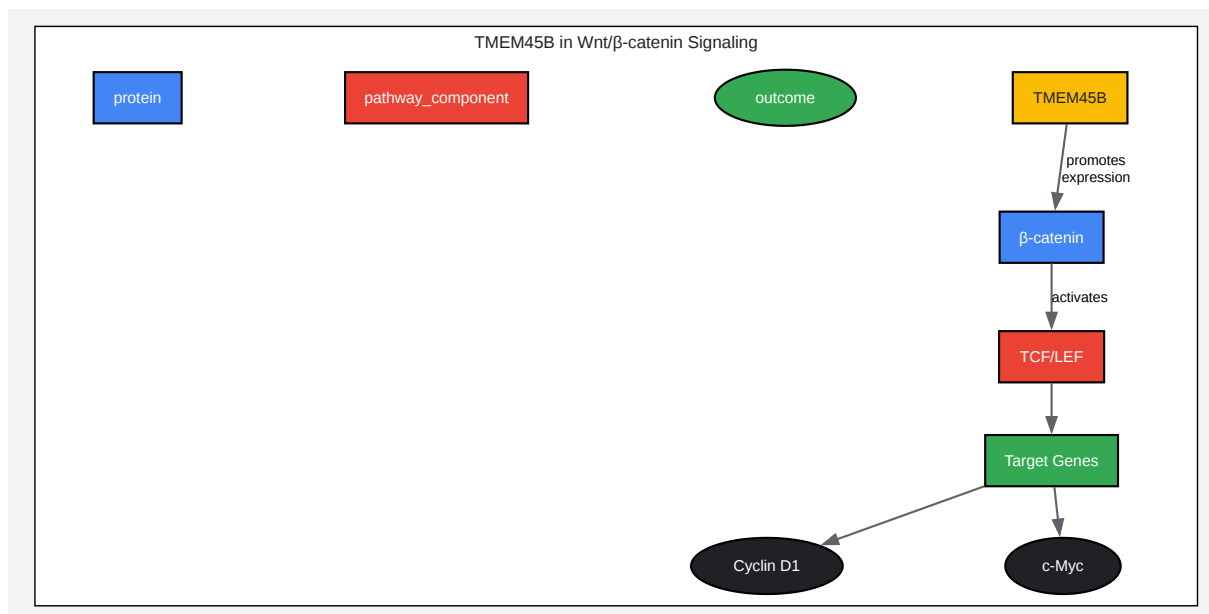 TMEM45B in Wnt/β-catenin Signaling
protein
pathway_component
outcome
TMEM45B
promotes
expression
β-catenin
activates
TCF/LEF
Target Genes
Cyclin D1
c-Myc